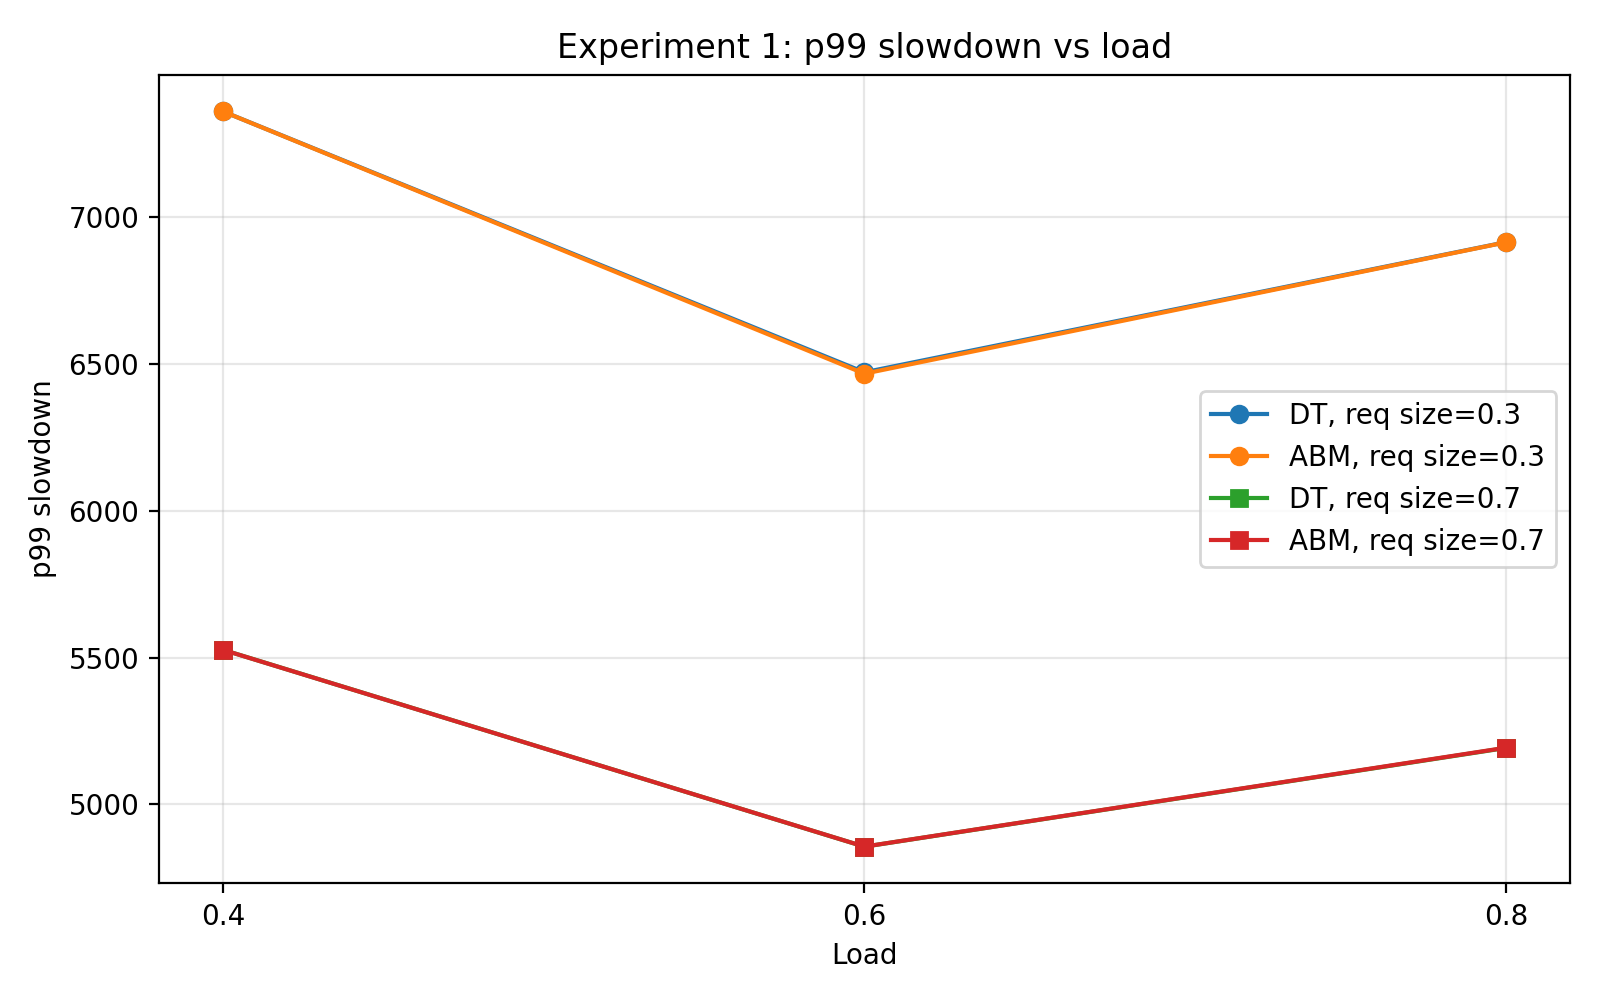 Experiment 1: p99 slowdown vs load
p99 slowdown
7000
6500
6000
5500
5000
DT, req size=0.3
ABM, req size=0.3
DT, req size=0.7
ABM, req size=0.7
0.4
0.6
0.8
Load